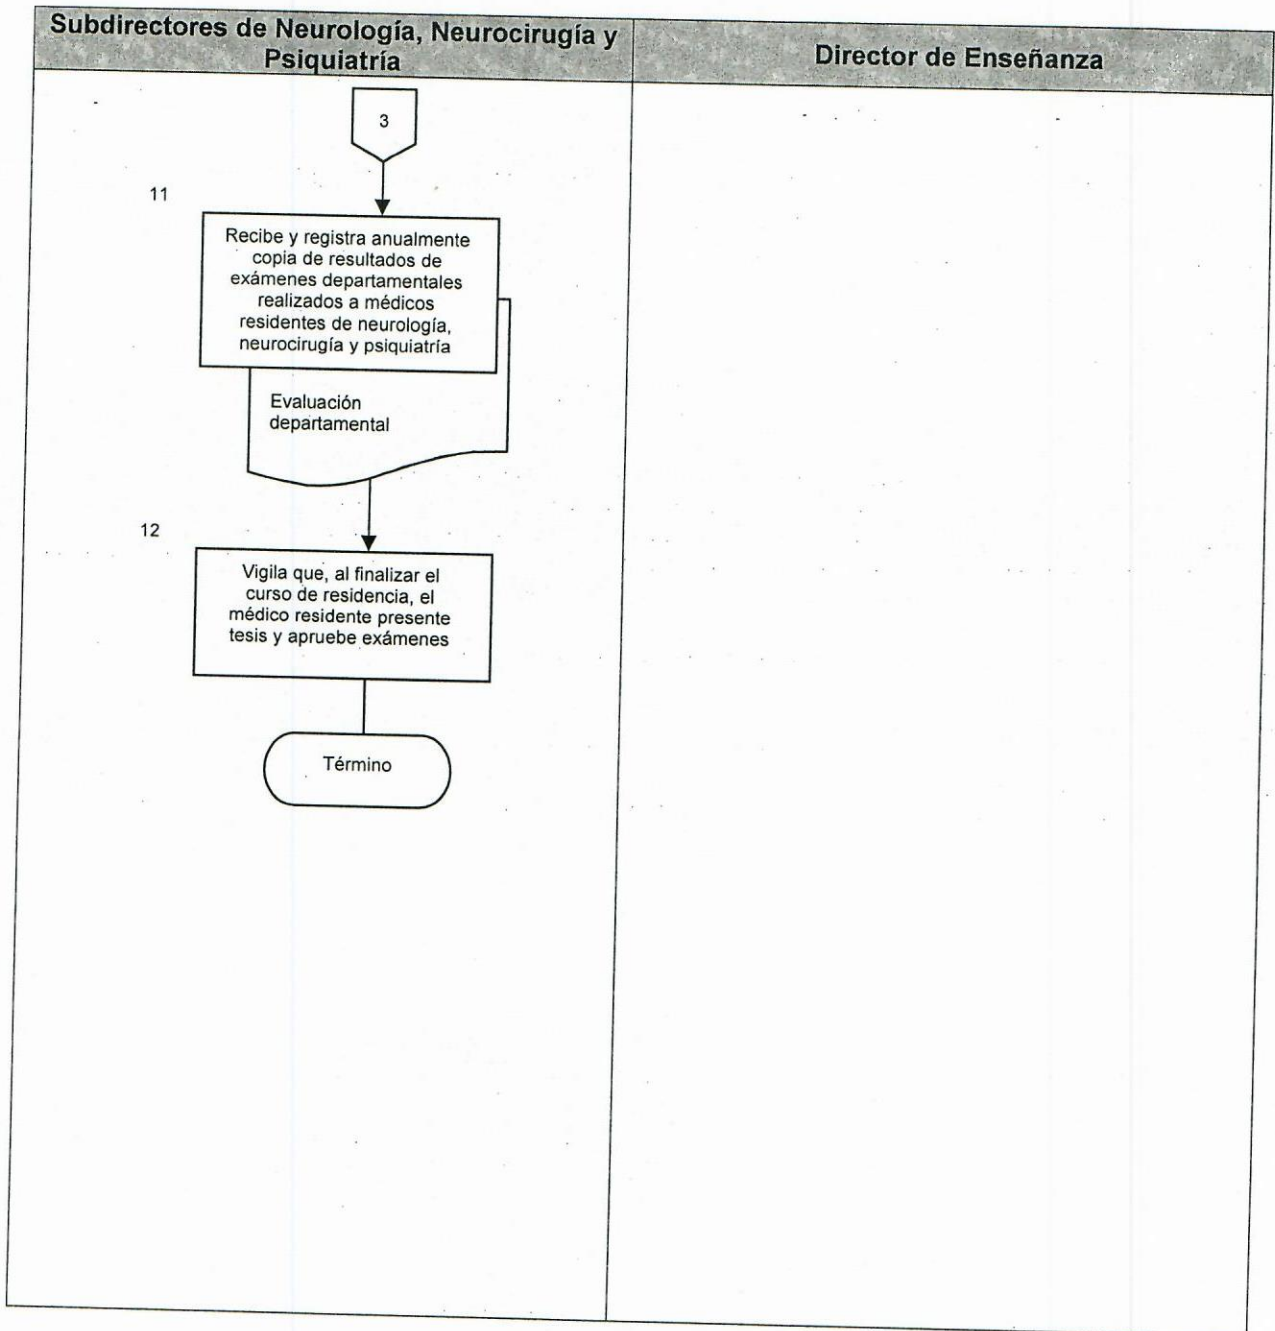 Subdirectores de Neurología, Neurocirugía y
Psiquiatría
Director de Enseñanza
3
11
Recibe y registra anualmente
copia de resultados de
exámenes departamentales
realizados a médicos
residentes de neurología,
neurocirugía y psiquiatría
Evaluación
departamental
12
Vigila que, al finalizar el
curso de residencia, el
médico residente presente
tesis y apruebe exámenes
Término